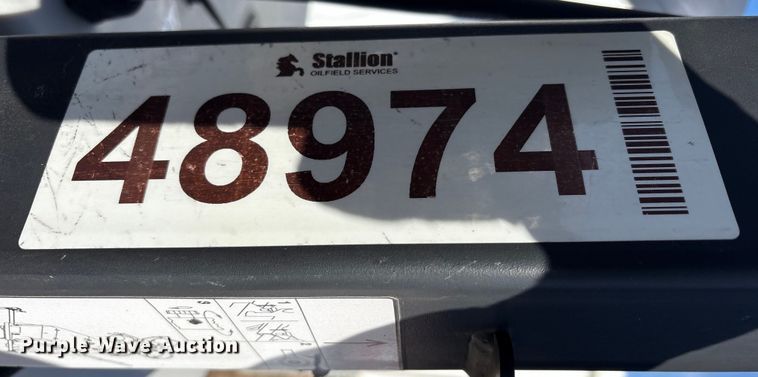 Stallion
OILFIELD SERVICES
48974
Purple Wave Auction